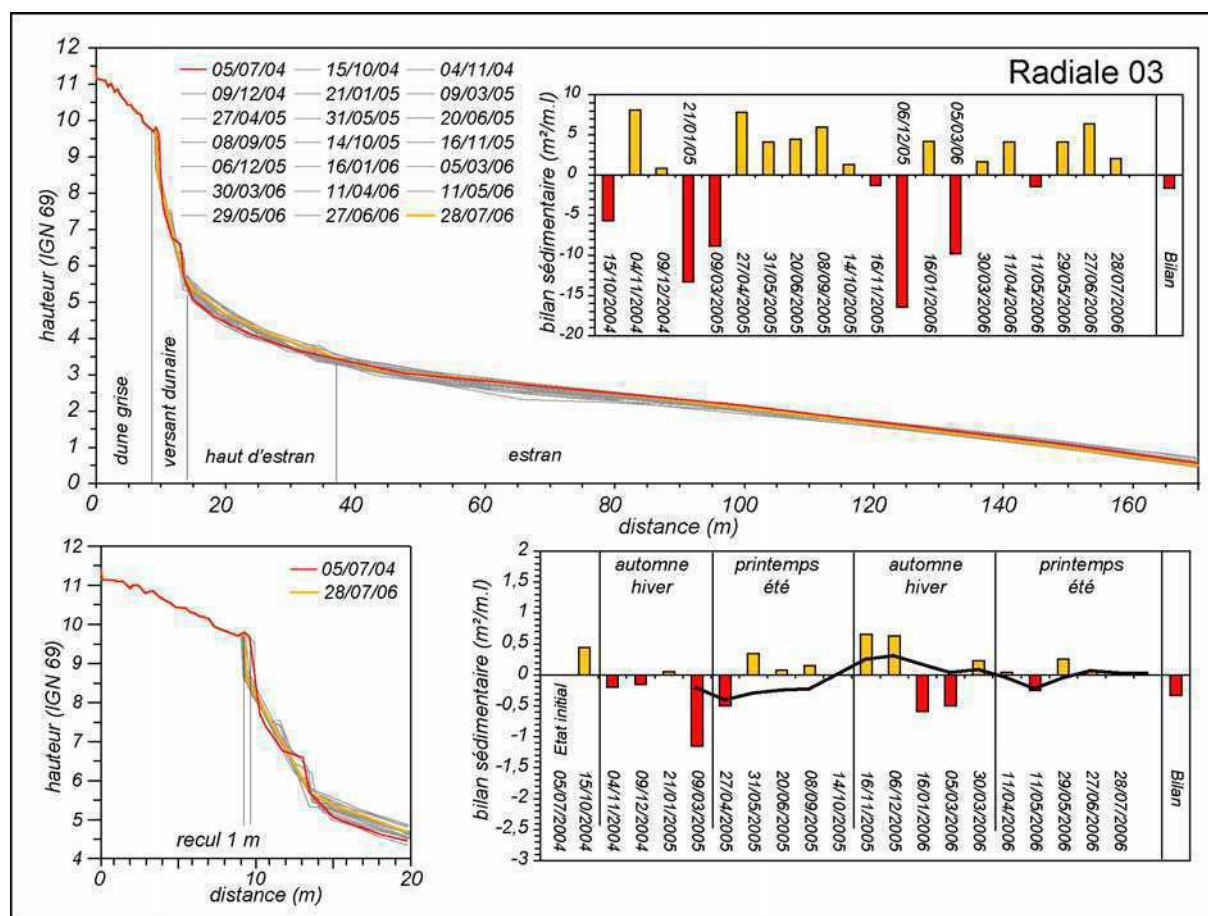 Radiale 03
hauteur (IGN 69)
12
11
10
9
8
7
6
5
4
3
2
1
0
05/07/04 15/10/04 04/11/04
09/12/04 21/01/05 09/03/05
27/04/05 31/05/05 20/06/05
08/09/05 14/10/05 16/11/05
06/12/05 16/01/06 05/03/06
30/03/06 11/04/06 11/05/06
29/05/06 27/06/06 28/07/06
dune grise
versant dunaire
haut d'estran
estran
0 20 40 60 80 100 120 140 160
distance (m)
bilan sédimentaire (m²/m.l)
10
5
0
-5
-10
-15
-20
21/01/05
06/12/05
05/03/06
15/10/2004
04/11/2004
09/12/2004
09/03/2005
27/04/2005
31/05/2005
20/06/2005
08/09/2005
14/10/2005
16/11/2005
16/01/2006
30/03/2006
11/04/2006
11/05/2006
29/05/2006
27/06/2006
28/07/2006
Bilan
hauteur (IGN 69)
12
11
10
9
8
7
6
5
4
05/07/04
28/07/06
recul 1 m
0 10 20
distance (m)
bilan sédimentaire (m²/m.l)
2
1,5
1
0,5
0
-0,5
-1
-1,5
-2
-2,5
-3
automne
hiver
printemps
été
automne
hiver
printemps
été
Etat initial
05/07/2004
15/10/2004
04/11/2004
09/12/2004
21/01/2005
09/03/2005
27/04/2005
31/05/2005
20/06/2005
08/09/2005
14/10/2005
16/11/2005
06/12/2005
16/01/2006
05/03/2006
30/03/2006
11/04/2006
11/05/2006
29/05/2006
27/06/2006
28/07/2006
Bilan